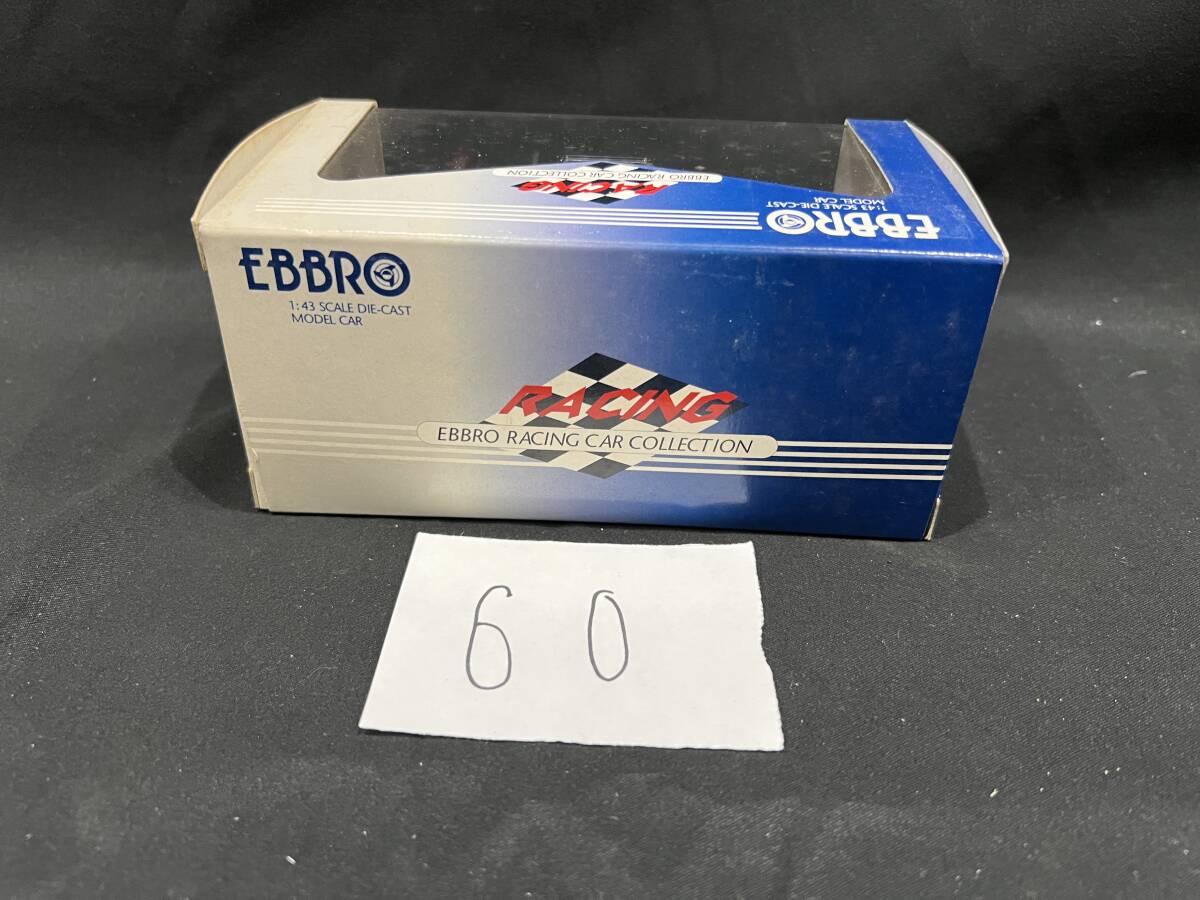 RACING
EBBRO RACING CAR COLLECTION
EBBRO
1:43 SCALE DIE-CAST
MODEL CAR
EBBRO
1:43 SCALE DIE-CAST
MODEL CAR
RACING
EBBRO RACING CAR COLLECTION
60